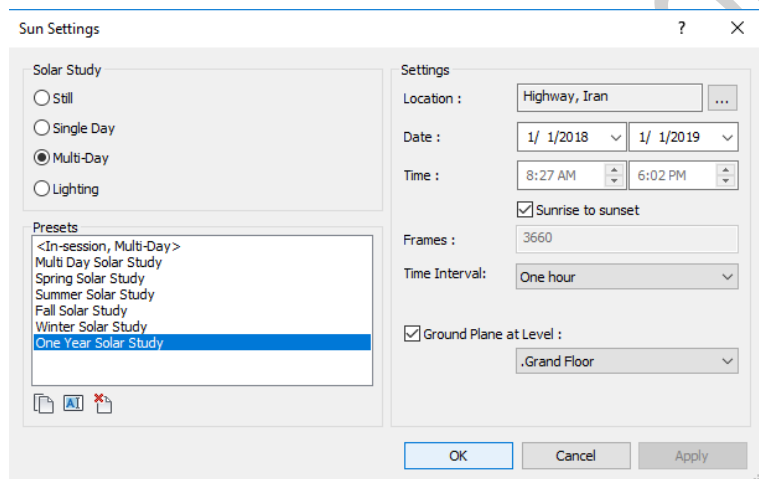 Sun Settings
? X
Solar Study
Still
Single Day
Multi-Day
Lighting
Presets
<In-session, Multi-Day>
Multi Day Solar Study
Spring Solar Study
Summer Solar Study
Fall Solar Study
Winter Solar Study
One Year Solar Study
AI
Settings
Location : Highway, Iran ...
Date : 1/ 1/2018 1/ 1/2019
Time : 8:27 AM 6:02 PM
Sunrise to sunset
Frames : 3660
Time Interval: One hour
Ground Plane at Level :
.Grand Floor
OK Cancel Apply